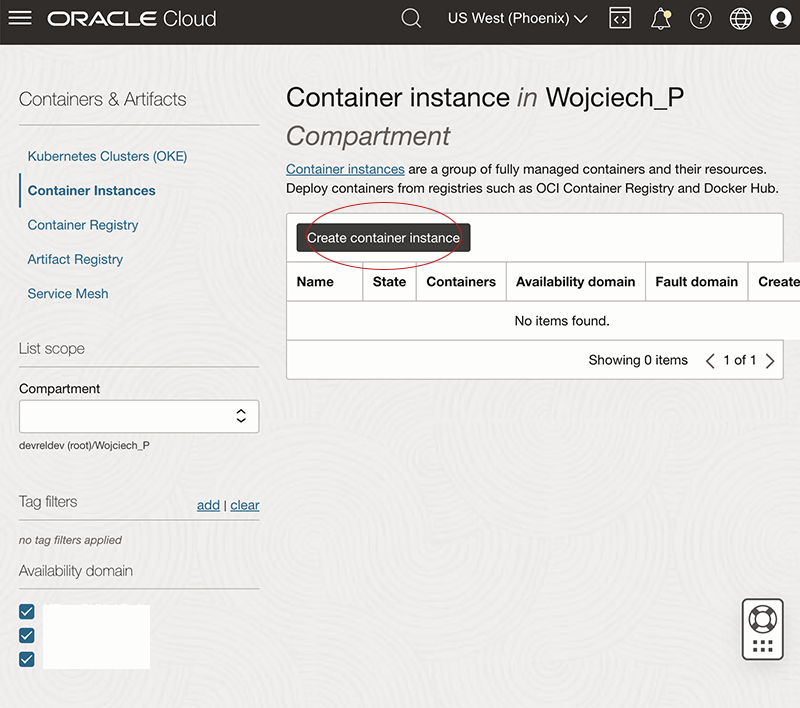 ORACLE Cloud
US West (Phoenix)
Containers & Artifacts
Kubernetes Clusters (OKE)
Container Instances
Container Registry
Artifact Registry
Service Mesh
List scope
Compartment
devreldev (root)/Wojciech_P
Tag filters add | clear
no tag filters applied
Availability domain
Container instance in Wojciech_P
Compartment
Container instances are a group of fully managed containers and their resources.
Deploy containers from registries such as OCI Container Registry and Docker Hub.
Create container instance
Name State Containers Availability domain Fault domain Create
No items found.
Showing 0 items 1 of 1